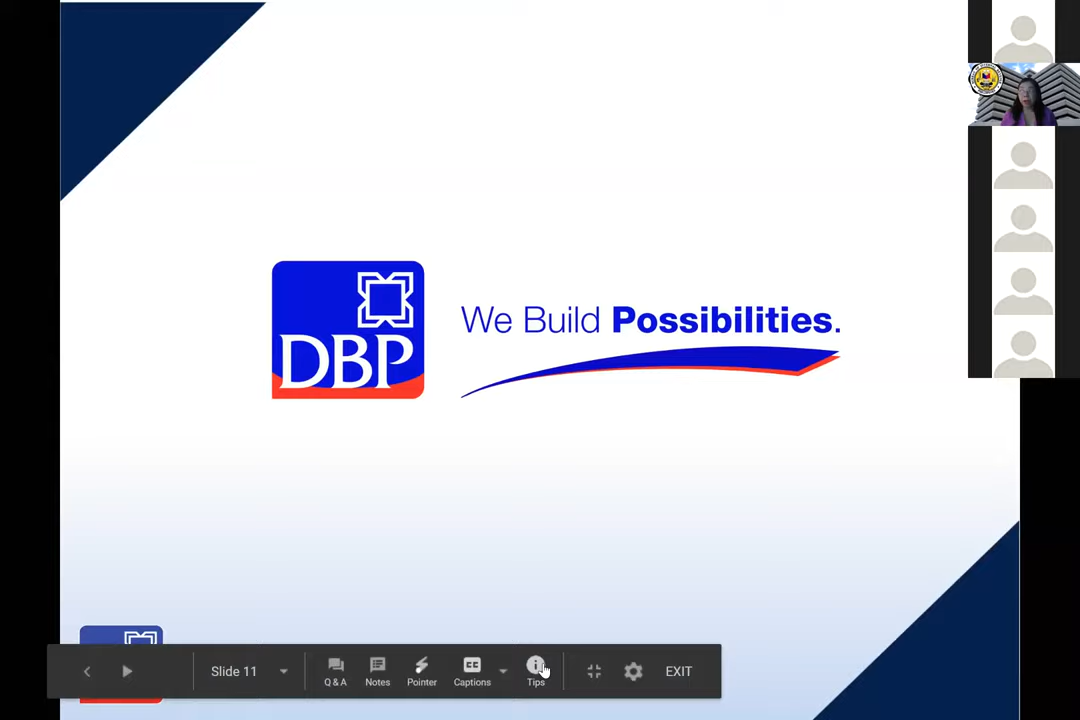 DBP
We Build Possibilities.
Slide 11
Q & A
Notes
Pointer
Captions
Tips
EXIT